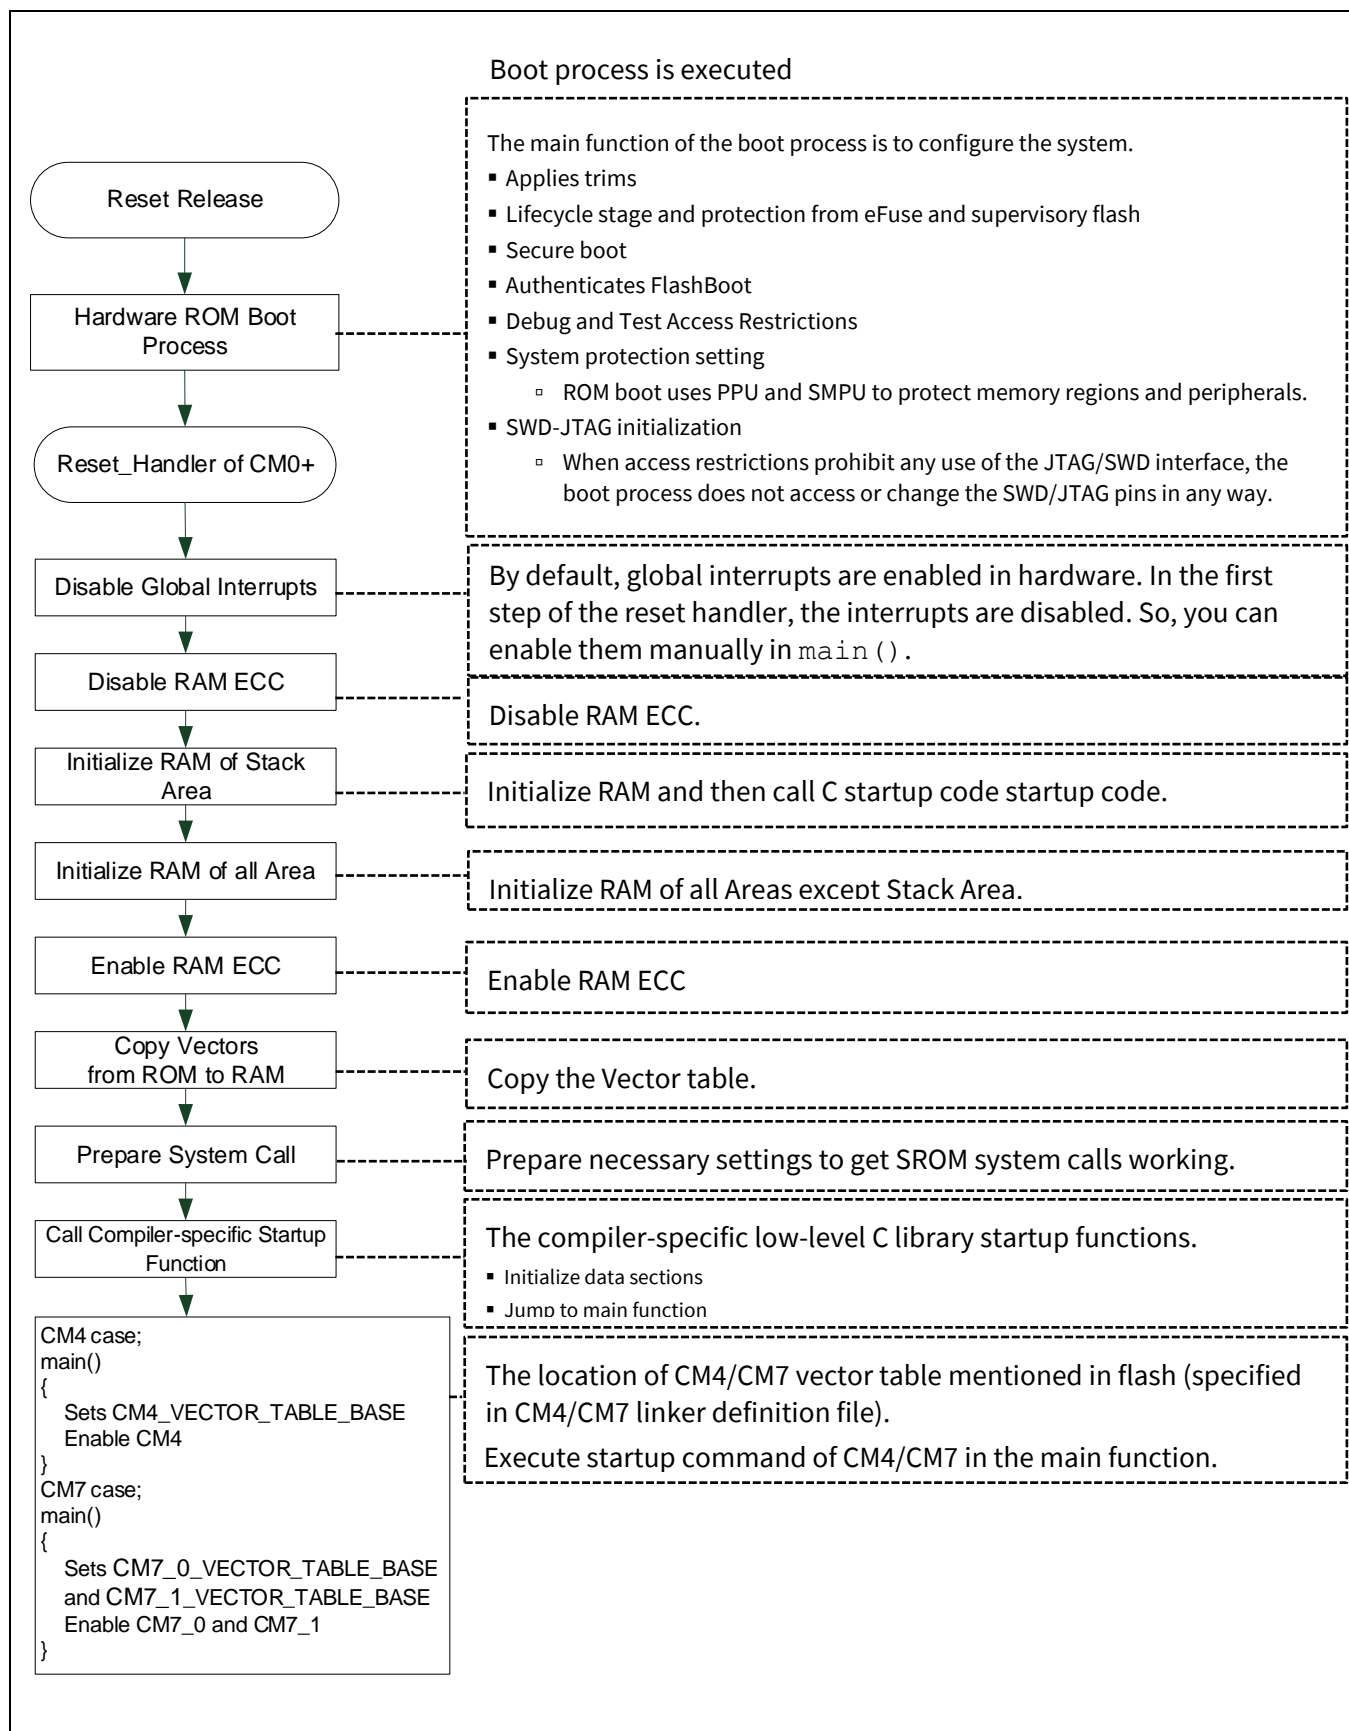 Boot process is executed
Reset Release
Hardware ROM Boot
Process
The main function of the boot process is to configure the system.
▪ Applies trims
▪ Lifecycle stage and protection from eFuse and supervisory flash
▪ Secure boot
▪ Authenticates FlashBoot
▪ Debug and Test Access Restrictions
▪ System protection setting
▫ ROM boot uses PPU and SMPU to protect memory regions and peripherals.
▪ SWD-JTAG initialization
▫ When access restrictions prohibit any use of the JTAG/SWD interface, the
boot process does not access or change the SWD/JTAG pins in any way.
Reset_Handler of CM0+
Disable Global Interrupts
By default, global interrupts are enabled in hardware. In the first
step of the reset handler, the interrupts are disabled. So, you can
enable them manually in main().
Disable RAM ECC
Disable RAM ECC.
Initialize RAM of Stack
Area
Initialize RAM and then call C startup code startup code.
Initialize RAM of all Area
Initialize RAM of all Areas except Stack Area.
Enable RAM ECC
Enable RAM ECC
Copy Vectors
from ROM to RAM
Copy the Vector table.
Prepare System Call
Prepare necessary settings to get SROM system calls working.
Call Compiler-specific Startup
Function
The compiler-specific low-level C library startup functions.
▪ Initialize data sections
▪ Jump to main function
CM4 case;
main()
{
Sets CM4_VECTOR_TABLE_BASE
Enable CM4
}
CM7 case;
main()
{
Sets CM7_0_VECTOR_TABLE_BASE
and CM7_1_VECTOR_TABLE_BASE
Enable CM7_0 and CM7_1
}
The location of CM4/CM7 vector table mentioned in flash (specified
in CM4/CM7 linker definition file).
Execute startup command of CM4/CM7 in the main function.